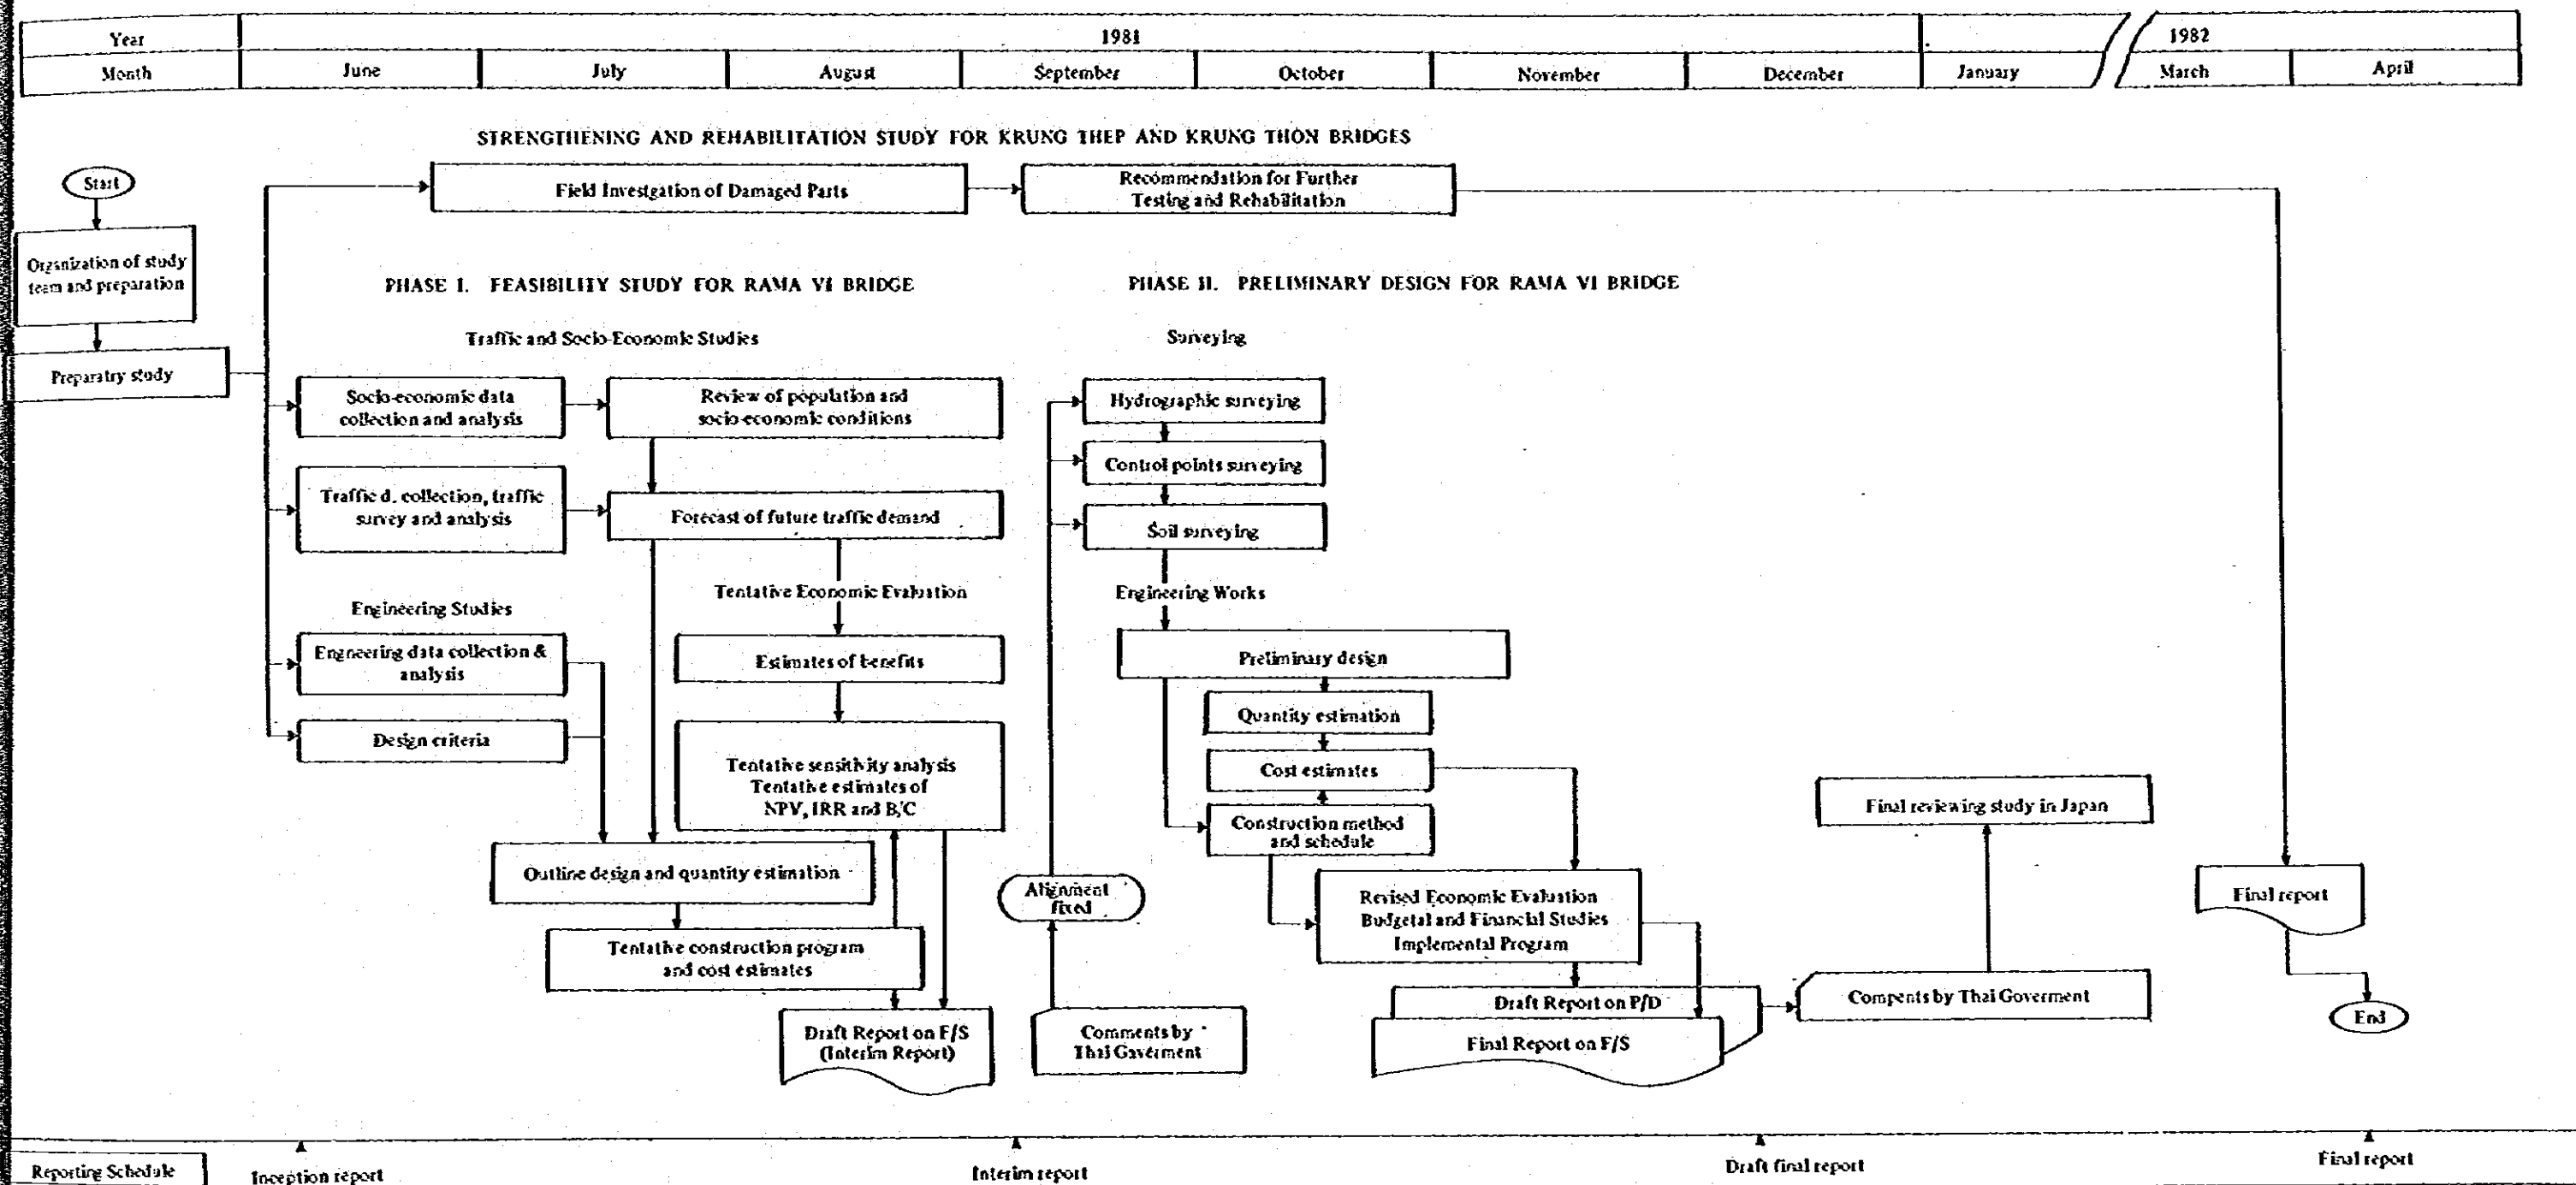 Year
1981
1982
Month
June
July
August
September
October
November
December
January
March
April
STRENGTHENING AND REHABILITATION STUDY FOR KRUNG THEP AND KRUNG THON BRIDGES
Start
Field Investgation of Damaged Parts
Recommendation for Further
Testing and Rehabilitation
Organization of study
team and preparation
PHASE I. FEASIBILITY STUDY FOR RAMA VI BRIDGE
PHASE II. PRELIMINARY DESIGN FOR RAMA VI BRIDGE
Traffic and Socio-Economic Studies
Surveying
Preparatry study
Socio-economic data
collection and analysis
Review of population and
socio-economic conditions
Hydrographic surveying
Control points surveying
Traffic d. collection, traffic
survey and analysis
Forecast of future traffic demand
Soil surveying
Engineering Studies
Tentative Economic Evaluation
Engineering Works
Engneering data collection &
analysis
Estimates of benefits
Preliminary design
Quantity estimation
Design criteria
Tentative sensitivity analysis
Tentative estimates of
NPV, IRR and B/C
Cost estimates
Construction method
and schedule
Final reviewing study in Japan
Outline design and quantity estimation
Alignment
fixed
Revised Economic Evaluation
Budgetal and Financial Studies
Implemental Program
Final report
Tentative construction program
and cost estimates
Draft Report on F/S
(Interim Report)
Comments by
Thai Gaverment
Draft Report on P/D
Final Report on F/S
Compents by Thai Goverment
End
Reporting Schedule
Inception report
Interim report
Draft final report
Final report